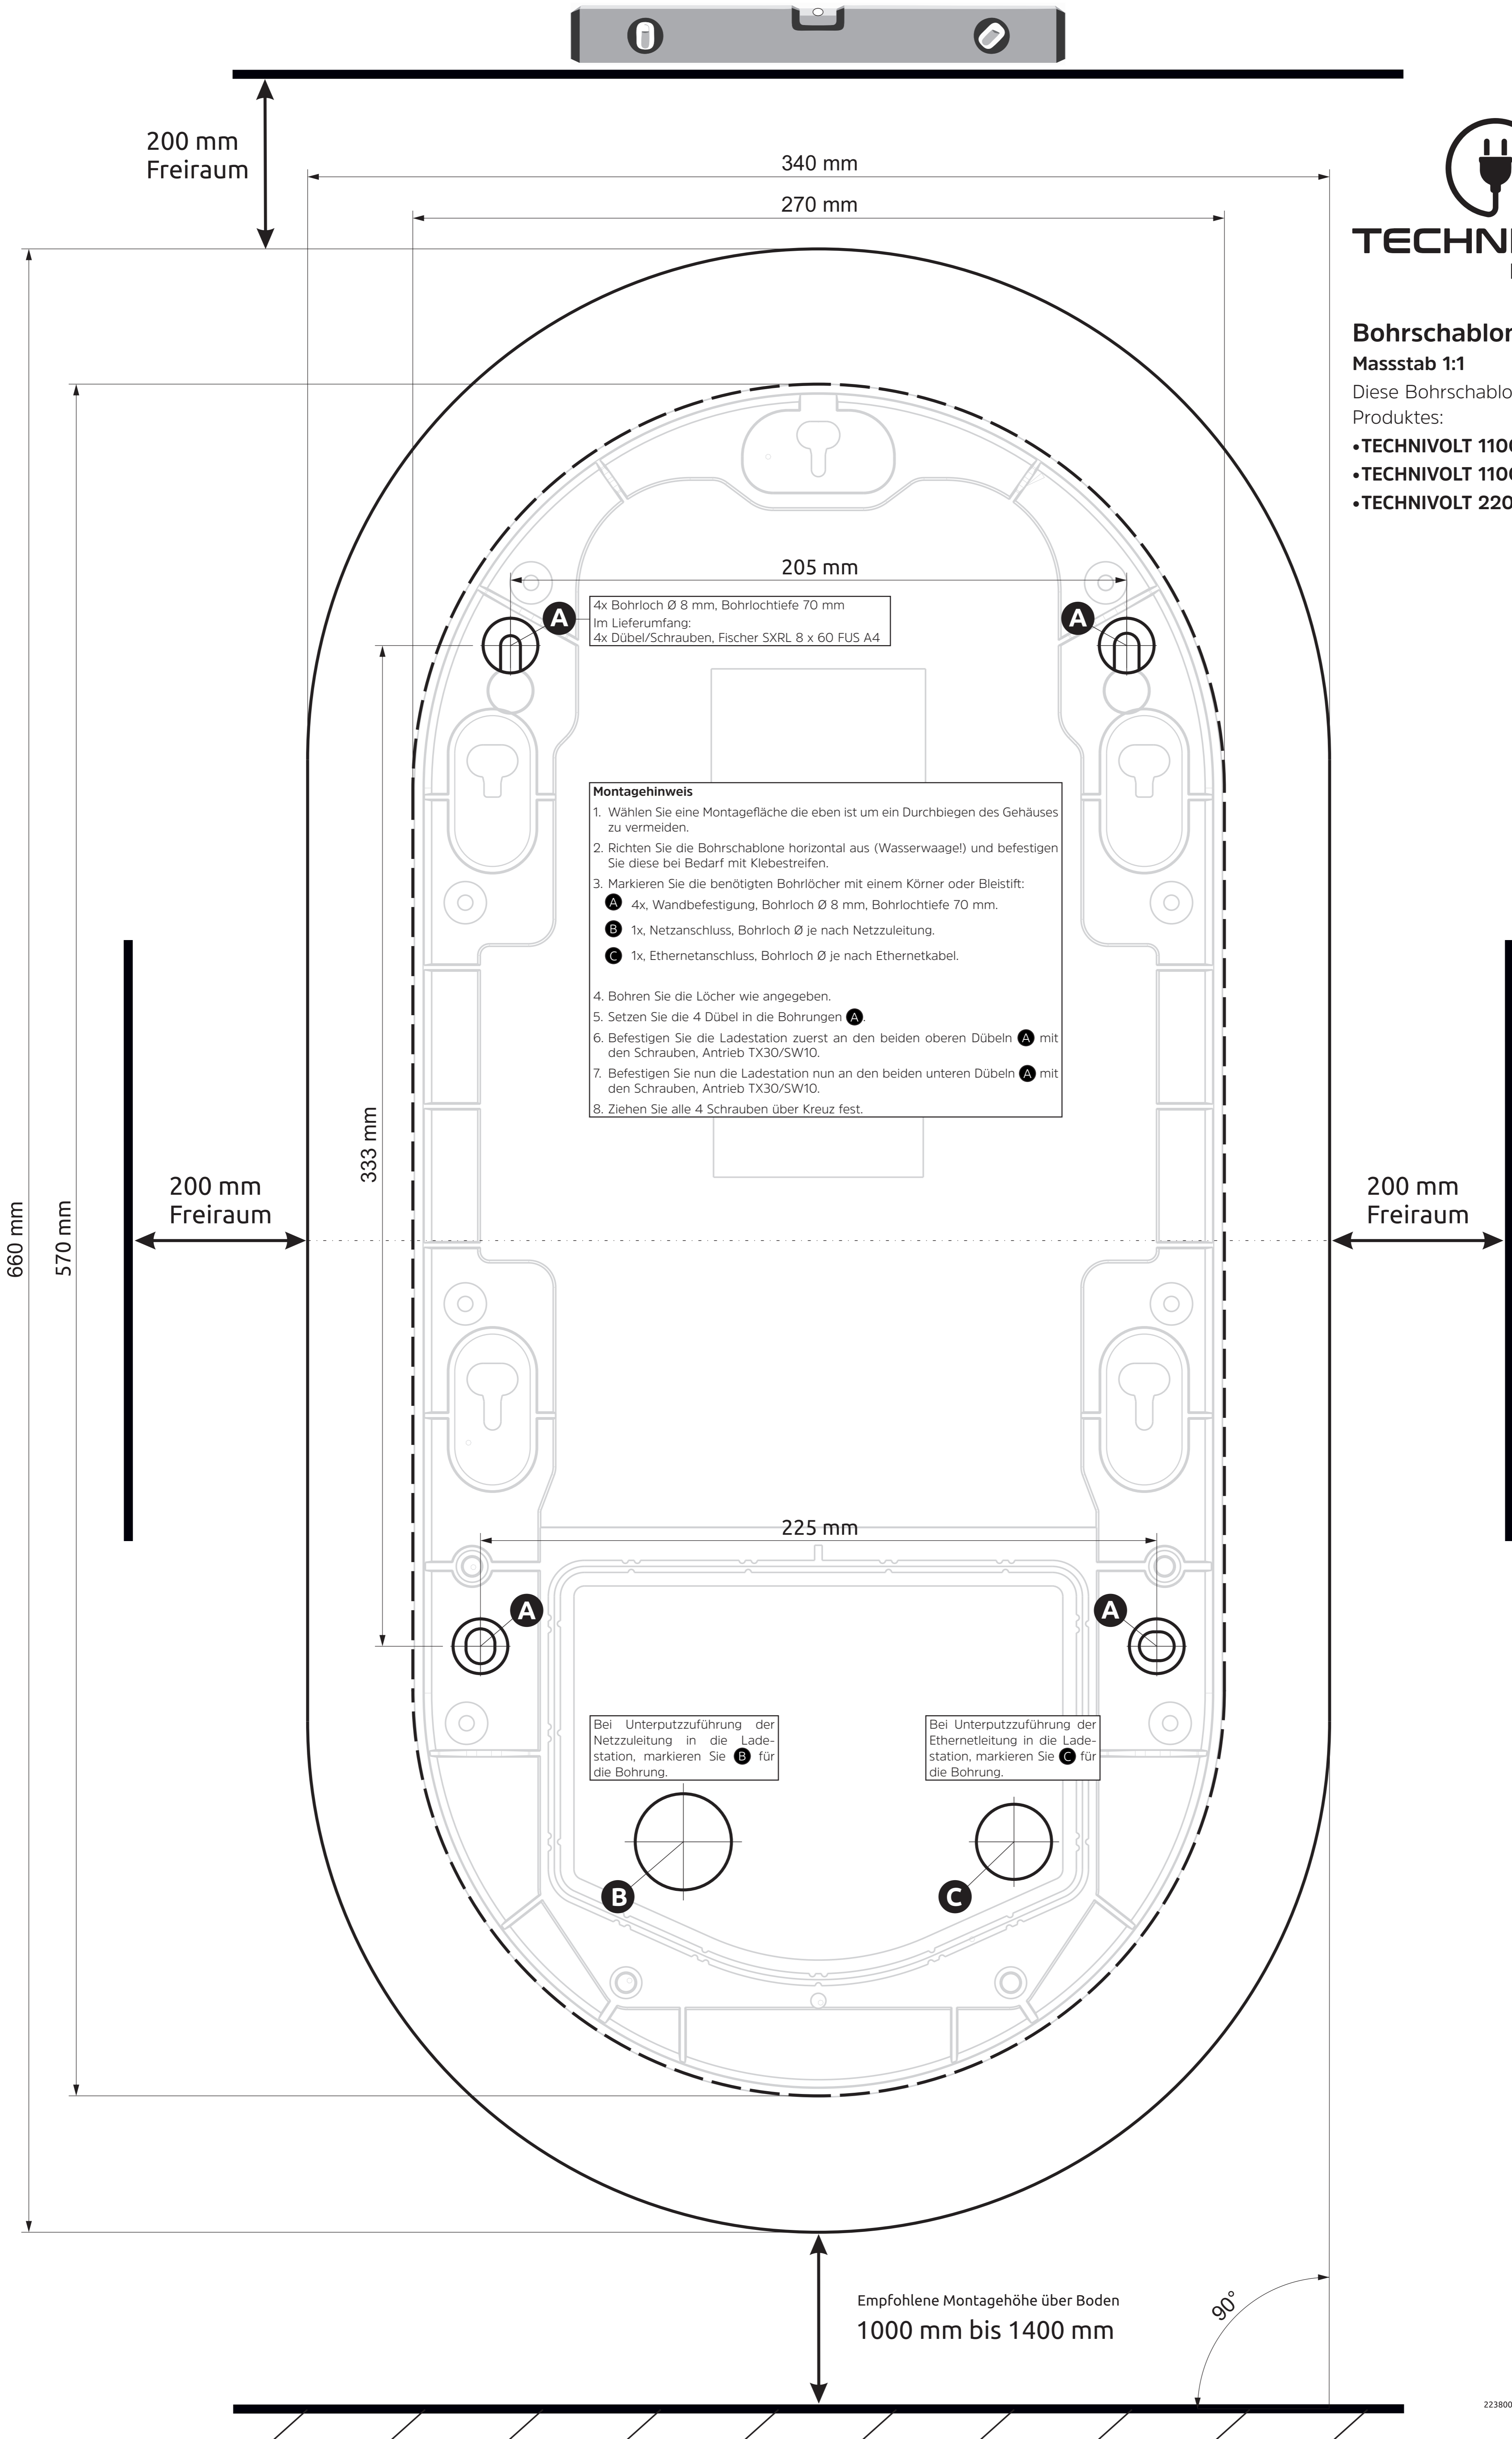 200 mm
Freiraum
340 mm
270 mm
Bohrschablon
Massstab 1:1
Diese Bohrschablo
Produktes:
•TECHNIVOLT 1100
•TECHNIVOLT 1100
•TECHNIVOLT 220
205 mm
A
A
4x Bohrloch Ø 8 mm, Bohrlochtiefe 70 mm
Im Lieferumfang:
4x Dübel/Schrauben, Fischer SXRL 8 x 60 FUS A4
Montagehinweis
1. Wählen Sie eine Montagefläche die eben ist um ein Durchbiegen des Gehäuses
zu vermeiden.
2. Richten Sie die Bohrschablone horizontal aus (Wasserwaage!) und befestigen
Sie diese bei Bedarf mit Klebestreifen.
3. Markieren Sie die benötigten Bohrlöcher mit einem Körner oder Bleistift:
A 4x, Wandbefestigung, Bohrloch Ø 8 mm, Bohrlochtiefe 70 mm.
B 1x, Netzanschluss, Bohrloch Ø je nach Netzzuleitung.
C 1x, Ethernetanschluss, Bohrloch Ø je nach Ethernetkabel.
4. Bohren Sie die Löcher wie angegeben.
5. Setzen Sie die 4 Dübel in die Bohrungen A.
6. Befestigen Sie die Ladestation zuerst an den beiden oberen Dübeln A mit
den Schrauben, Antrieb TX30/SW10.
7. Befestigen Sie nun die Ladestation nun an den beiden unteren Dübeln A mit
den Schrauben, Antrieb TX30/SW10.
8. Ziehen Sie alle 4 Schrauben über Kreuz fest.
333 mm
660 mm
570 mm
200 mm
Freiraum
200 mm
Freiraum
225 mm
A
A
Bei Unterputzzuführung der
Netzzuleitung in die Lade-
station, markieren Sie B für
die Bohrung.
Bei Unterputzzuführung der
Ethernetleitung in die Lade-
station, markieren Sie C für
die Bohrung.
B
C
Empfohlene Montagehöhe über Boden
1000 mm bis 1400 mm
90°
223800